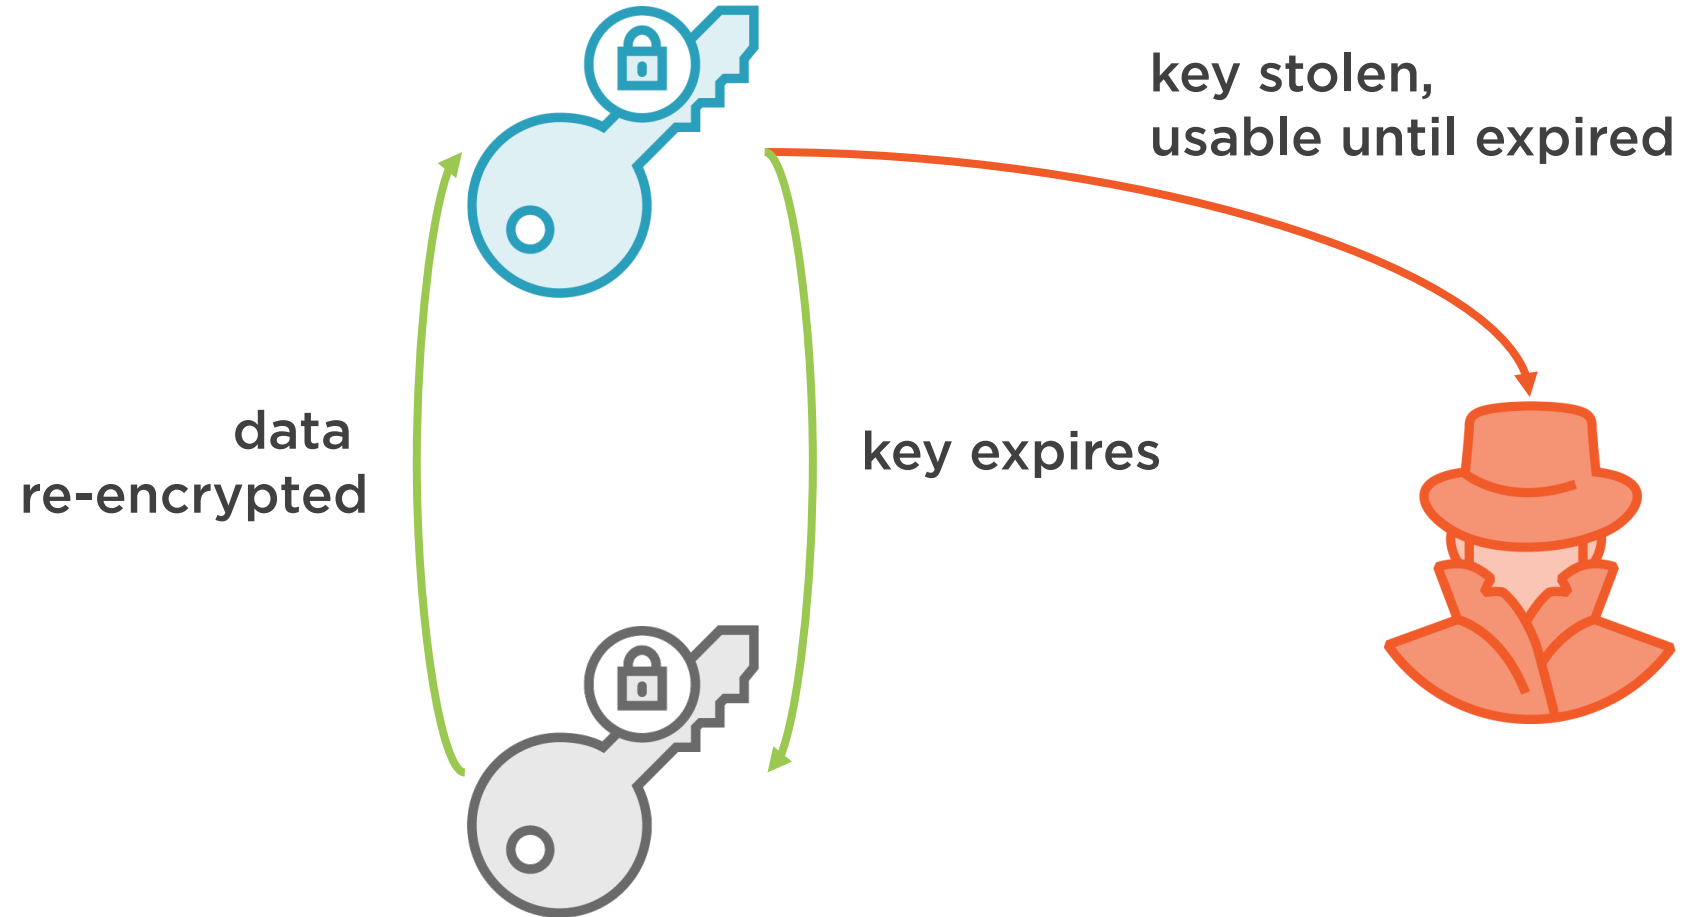 key stolen,
usable until expired
data
re-encrypted
key expires